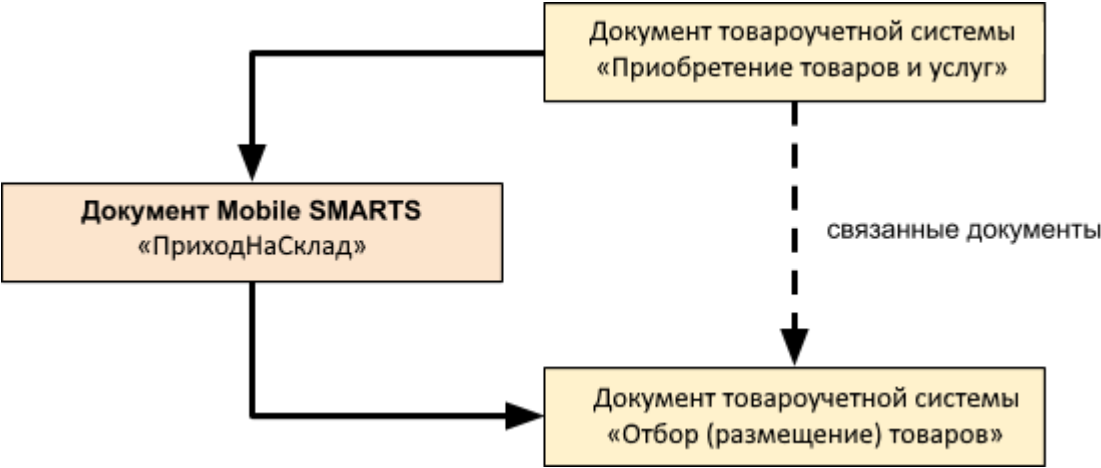 Документ товароучетной системы
«Приобретение товаров и услуг»
Документ Mobile SMARTS
«ПриходНаСклад»
связанные документы
Документ товароучетной системы
«Отбор (размещение) товаров»